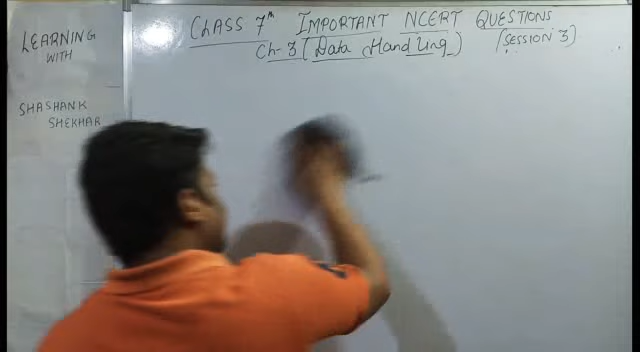 LEARNING
WITH
SHASHANK
SHEKHAR
CLASS 7th IMPORTANT NCERT QUESTIONS
Ch-3 (Data Handling) (SESSION 3)